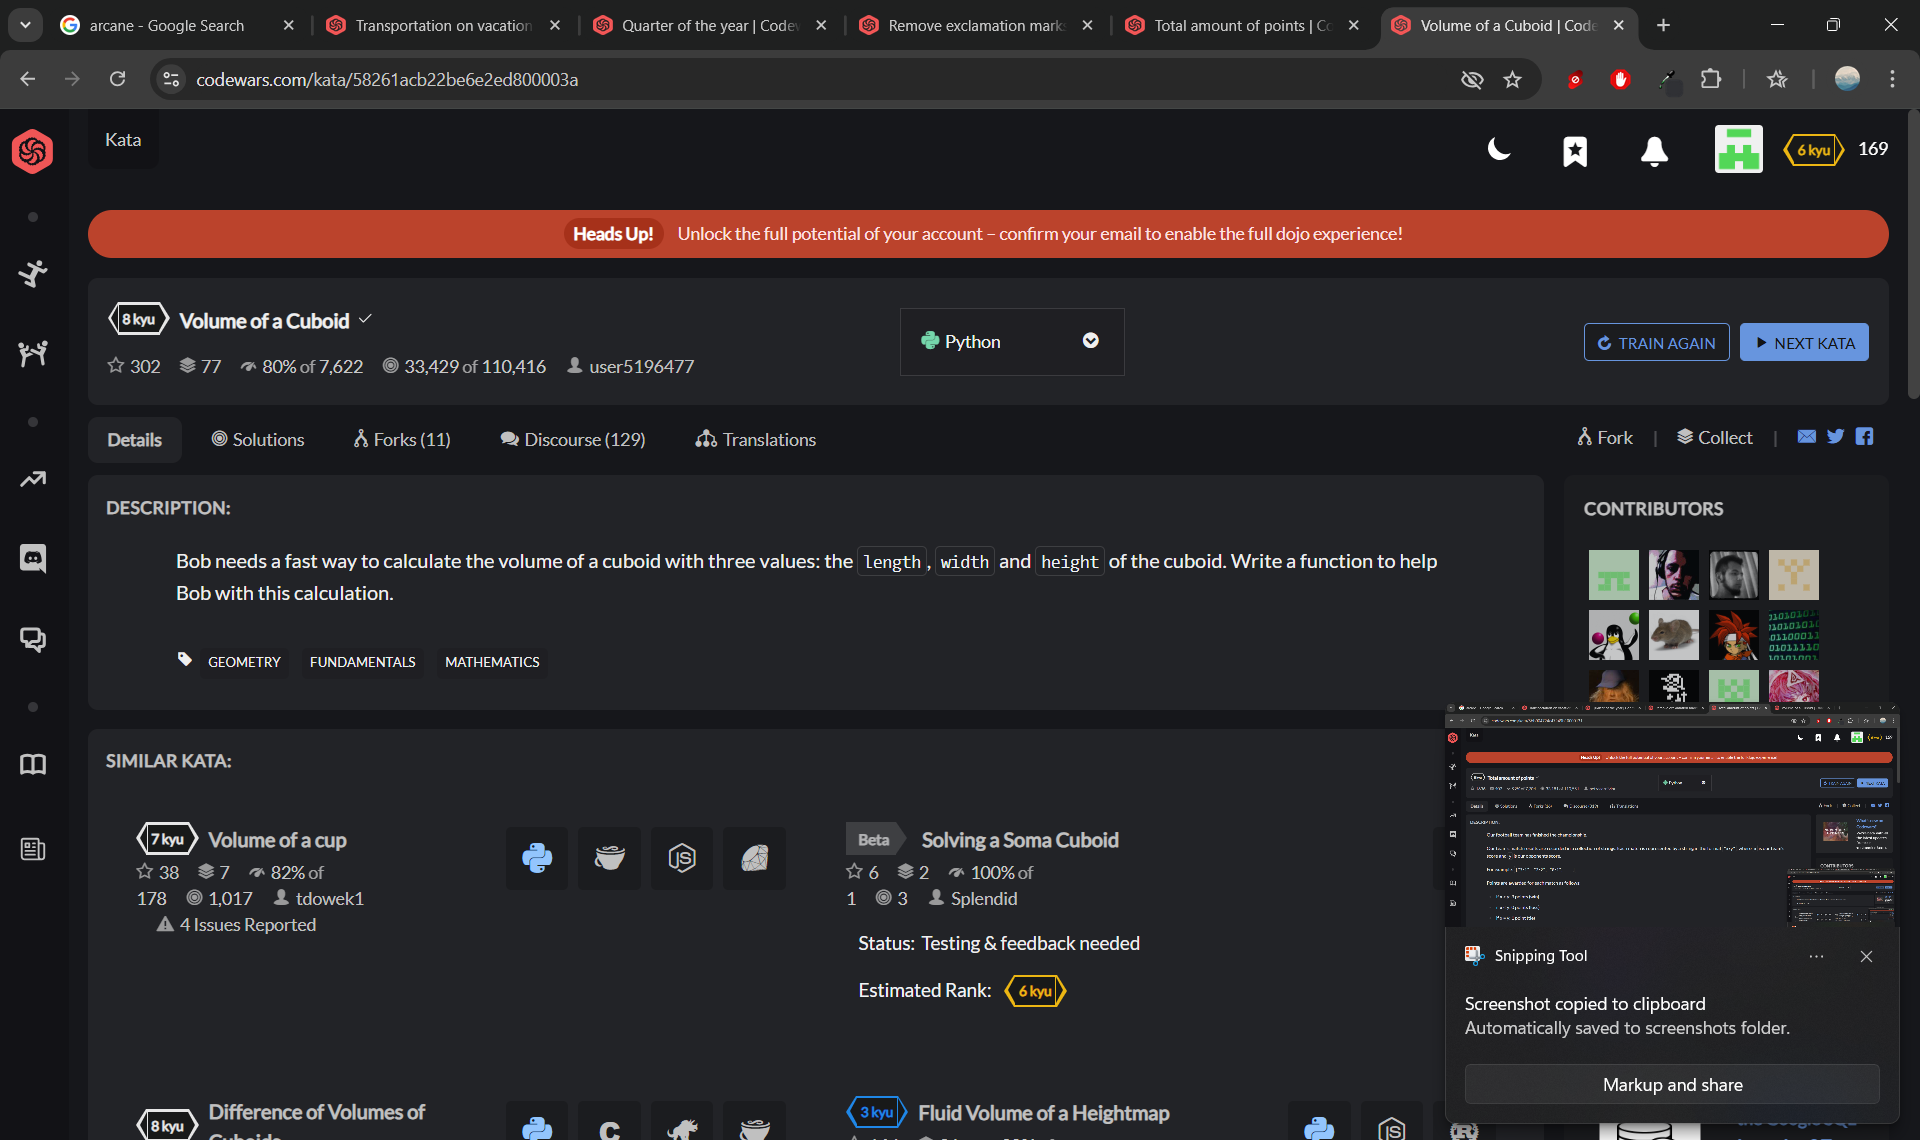 arcane - Google Search
Transportation on vacation
Quarter of the year | Codew
Remove exclamation mark
Total amount of points | Co
Volume of a Cuboid | Code
codewars.com/kata/58261acb22be6e2ed800003a
Kata
6 kyu 169
Heads Up! Unlock the full potential of your account – confirm your email to enable the full dojo experience!
8 kyu Volume of a Cuboid
302 77 80% of 7,622 33,429 of 110,416 user5196477
Python
TRAIN AGAIN
NEXT KATA
Details Solutions Forks (11) Discourse (129) Translations
Fork | Collect |
DESCRIPTION:
Bob needs a fast way to calculate the volume of a cuboid with three values: the length, width and height of the cuboid. Write a function to help
Bob with this calculation.
GEOMETRY FUNDAMENTALS MATHEMATICS
CONTRIBUTORS
SIMILAR KATA:
7 kyu Volume of a cup
38 7 82% of
178 1,017 tdowek1
4 Issues Reported
Beta Solving a Soma Cuboid
6 2 100% of
1 3 Splendid
Status: Testing & feedback needed
Estimated Rank: 6 kyu
8 kyu Difference of Volumes of
Cuboids
3 kyu Fluid Volume of a Heightmap
Snipping Tool
Screenshot copied to clipboard
Automatically saved to screenshots folder.
Markup and share